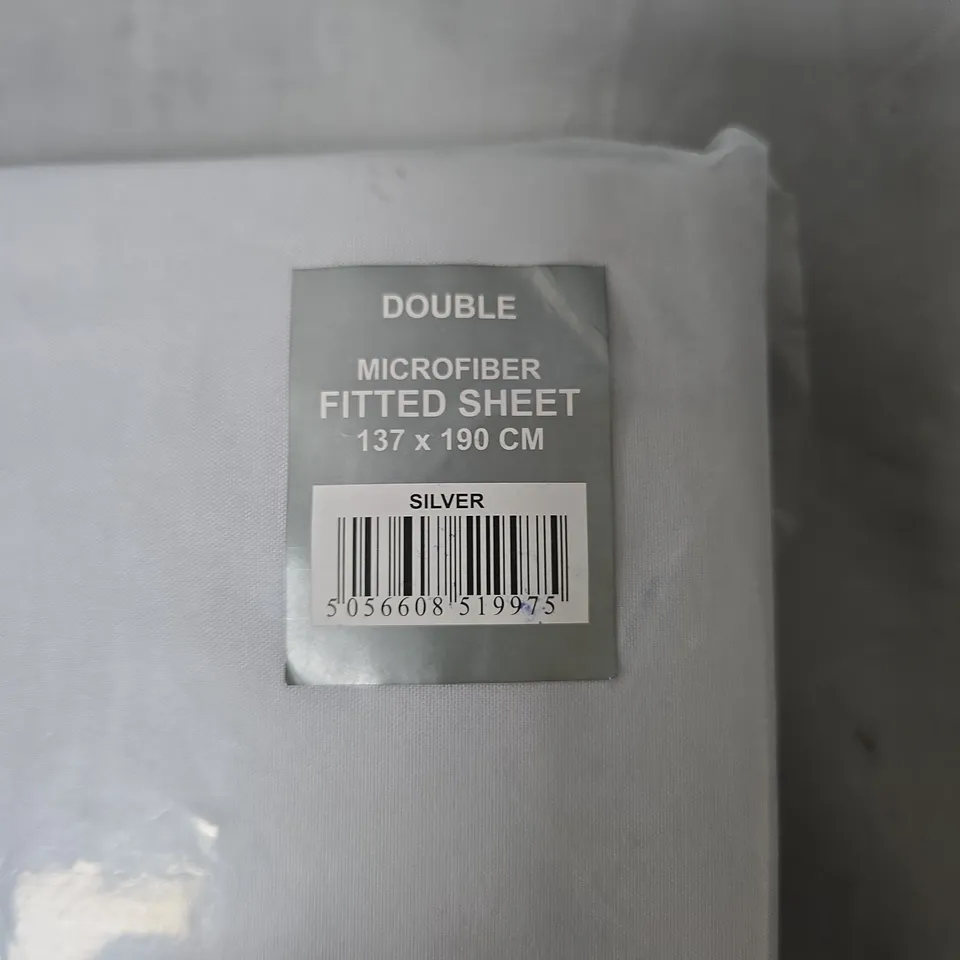 DOUBLE
MICROFIBER
FITTED SHEET
137 x 190 CM
SILVER
5 056608 519975